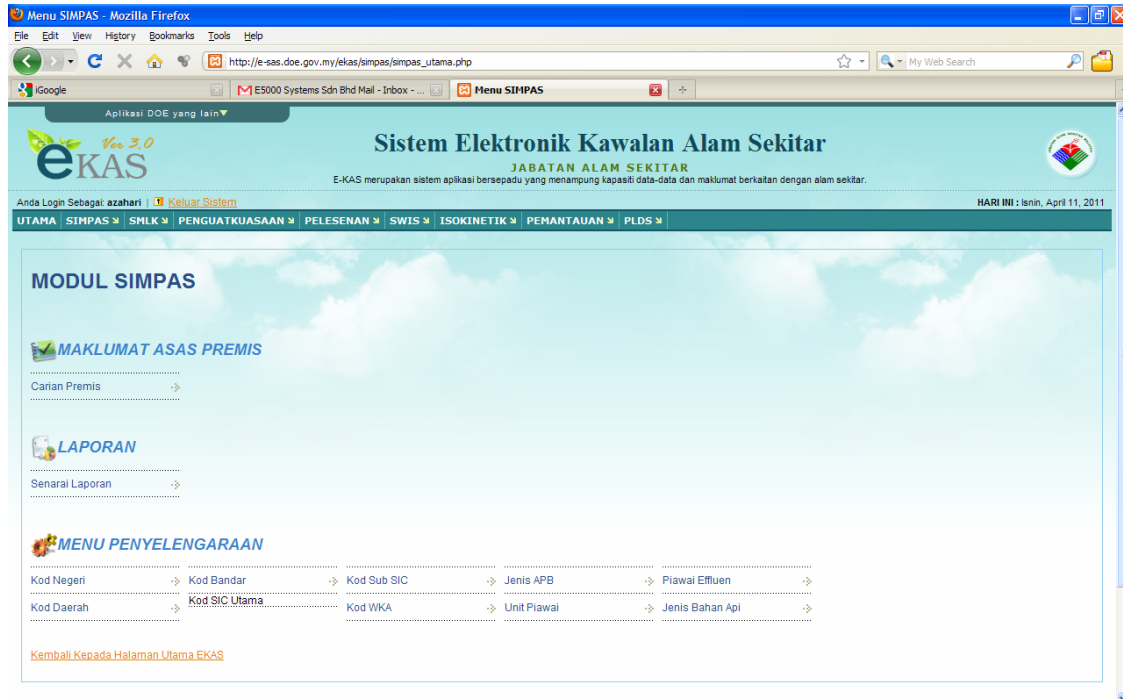 Menu SIMPAS - Mozilla Firefox
File Edit View History Bookmarks Tools Help
http://e-sas.doe.gov.my/ekas/simpas/simpas_utama.php
My Web Search
iGoogle
E5000 Systems Sdn Bhd Mail - Inbox - ...
Menu SIMPAS
Aplikasi DOE yang lain
Ver 3.0
eKAS
Sistem Elektronik Kawalan Alam Sekitar
JABATAN ALAM SEKITAR
E-KAS merupakan sistem aplikasi bersepadu yang menampung kapasiti data-data dan maklumat berkaitan dengan alam sekitar.
Anda Login Sebagai: azahari | Keluar Sistem
HARI INI : Isnin, April 11, 2011
UTAMA SIMPAS SMLK PENGUATKUASAAN PELESENAN SWIS ISOKINETIK PEMANTAUAN PLDS
MODUL SIMPAS
MAKLUMAT ASAS PREMIS
Carian Premis
LAPORAN
Senarai Laporan
MENU PENYELENGARAAN
Kod Negeri Kod Bandar Kod Sub SIC Jenis APB Piawai Effluen
Kod Daerah Kod SIC Utama Kod WKA Unit Piawai Jenis Bahan Api
Kembali Kepada Halaman Utama EKAS